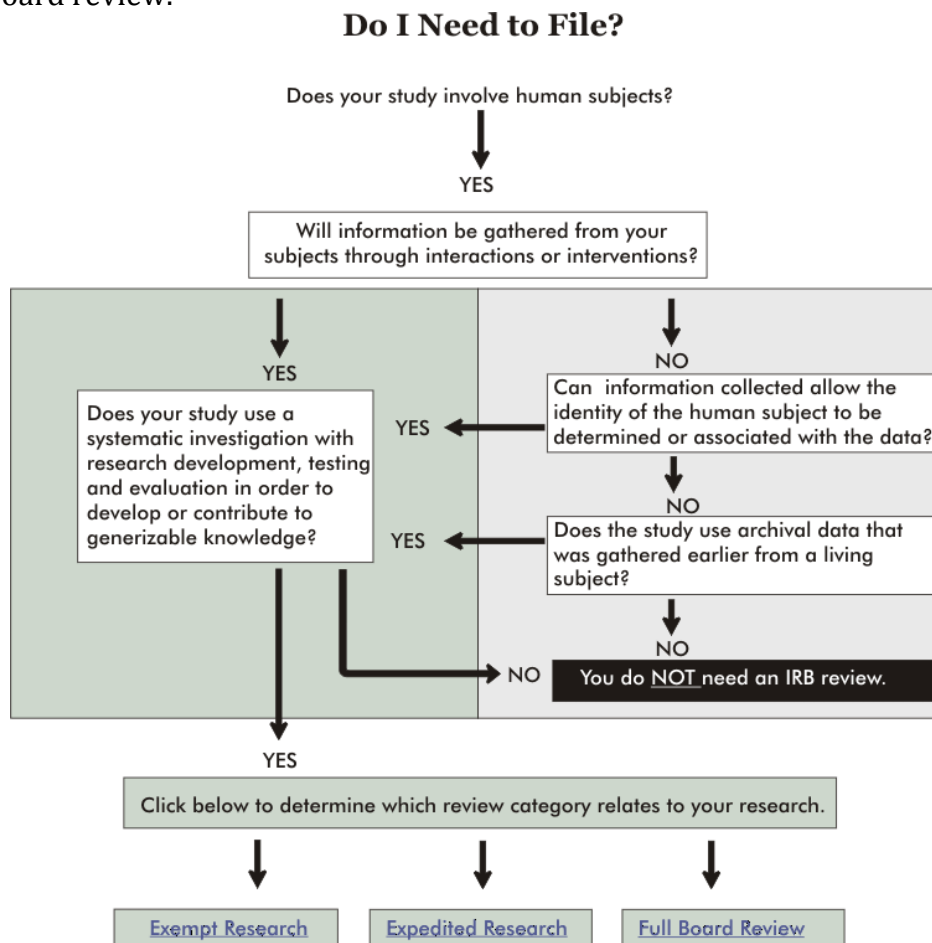 oard review.
Do I Need to File?
Does your study involve human subjects?
YES
Will information be gathered from your
subjects through interactions or interventions?
YES
NO
Does your study use a
systematic investigation with
research development, testing
and evaluation in order to
develop or contribute to
generizable knowledge?
YES
Can information collected allow the
identity of the human subject to be
determined or associated with the data?
NO
YES
Does the study use archival data that
was gathered earlier from a living
subject?
NO
NO
You do NOT need an IRB review.
YES
Click below to determine which review category relates to your research.
Exempt Research
Expedited Research
Full Board Review